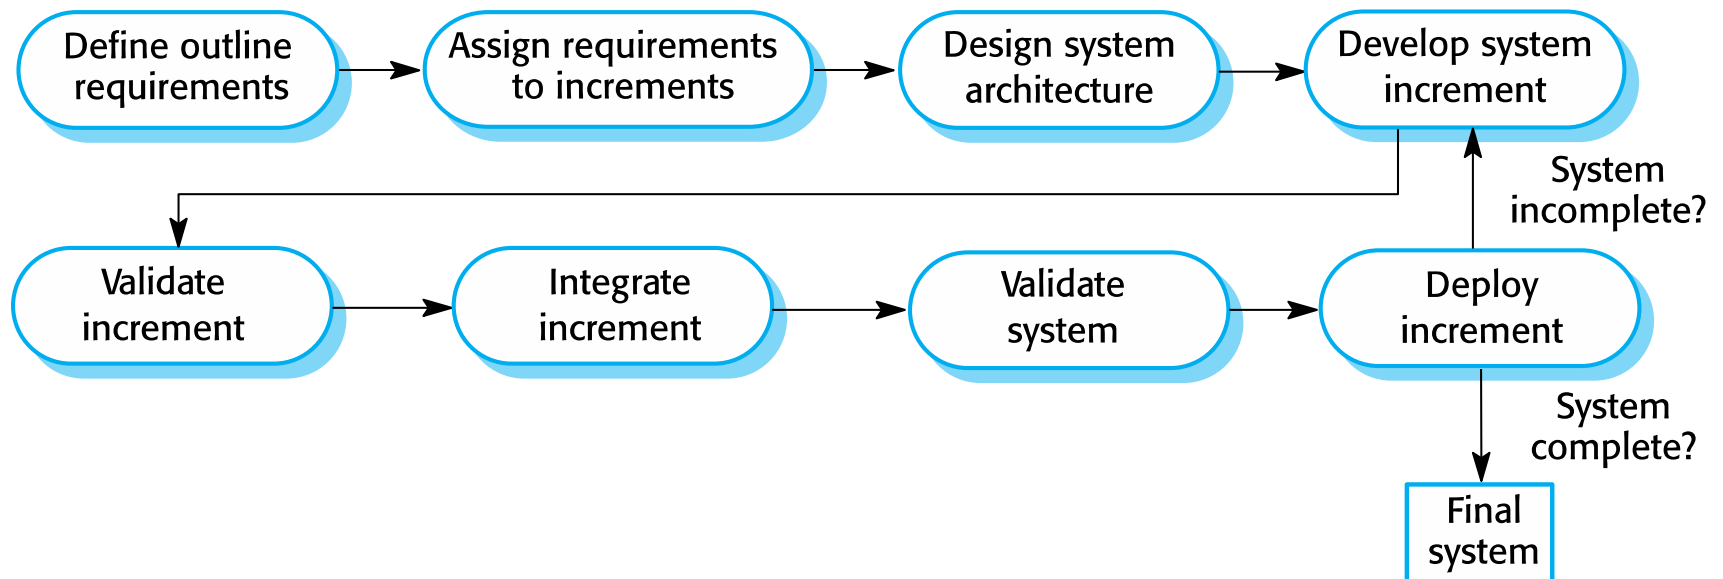 Define outline
requirements
Assign requirements
to increments
Design system
architecture
Develop system
increment
System
incomplete?
Validate
increment
Integrate
increment
Validate
system
Deploy
increment
System
complete?
Final
system